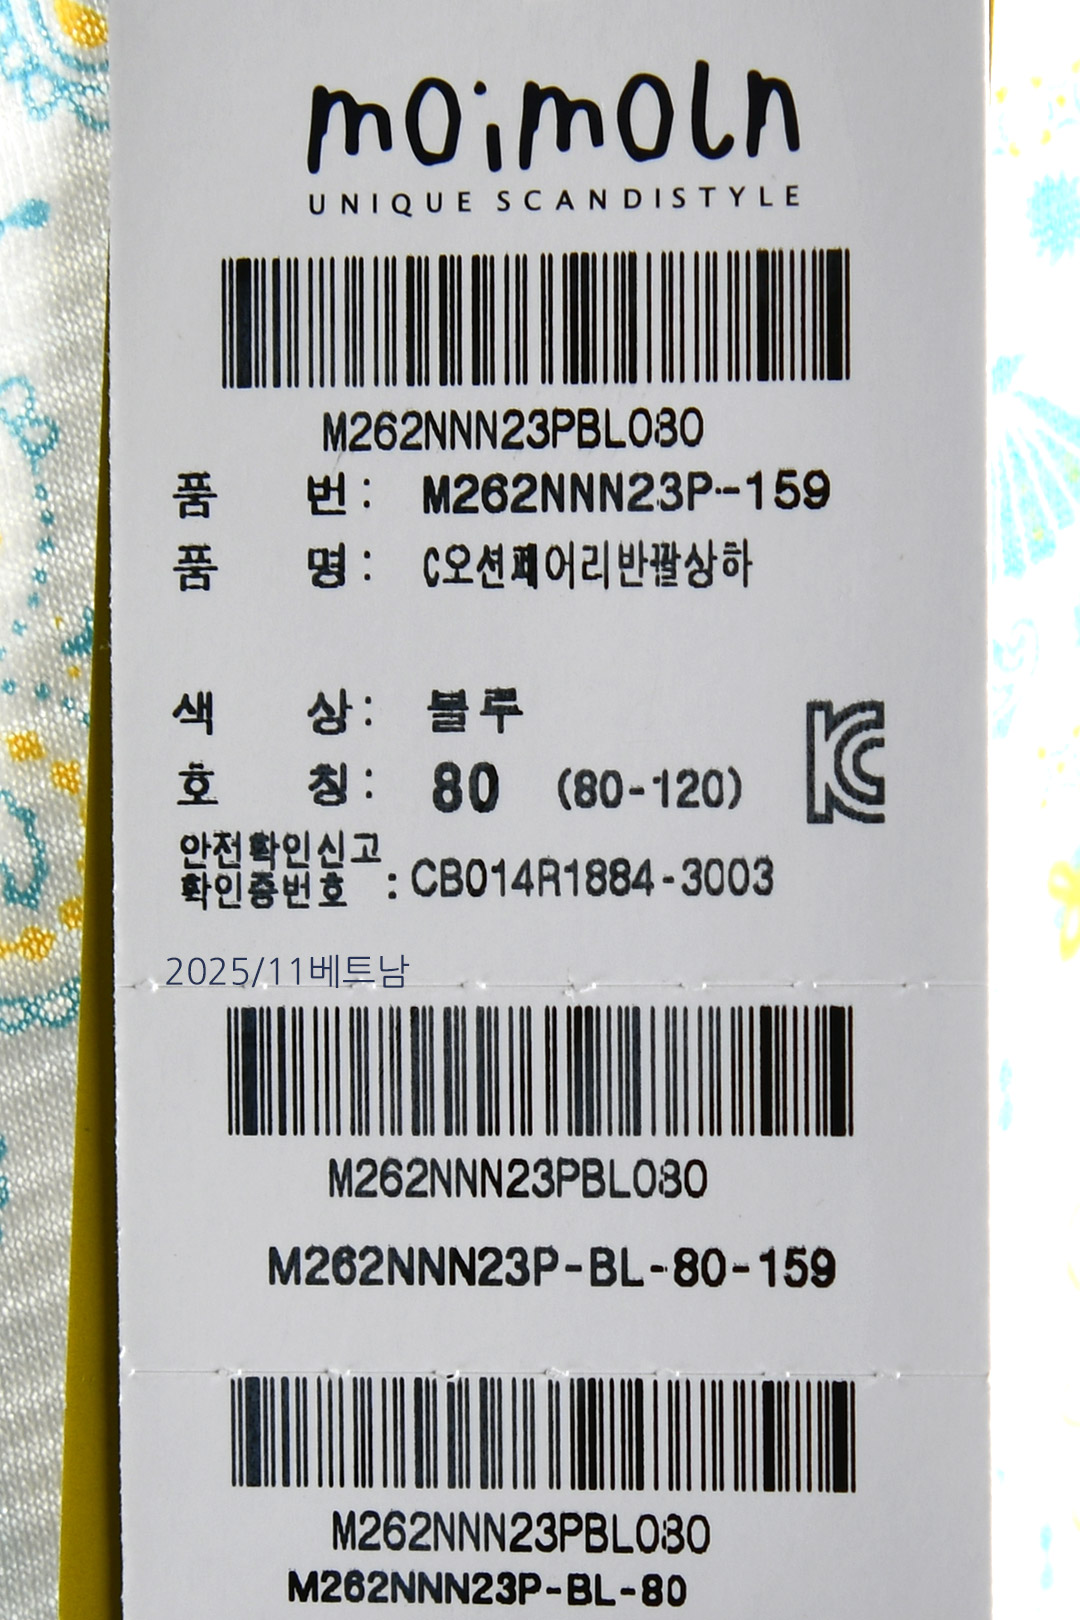 moimoln
UNIQUE SCANDISTYLE
M262NNN23PBL080
품 번 : M262NNN23P-159
품 명 : C오션페어리반팔상하
색 상 : 블루
호 칭 : 80 (80-120)
안전확인신고
확인증번호 : CB014R1884-3003
2025/11베트남
M262NNN23PBL080
M262NNN23P-BL-80-159
M262NNN23PBL080
M262NNN23P-BL-80